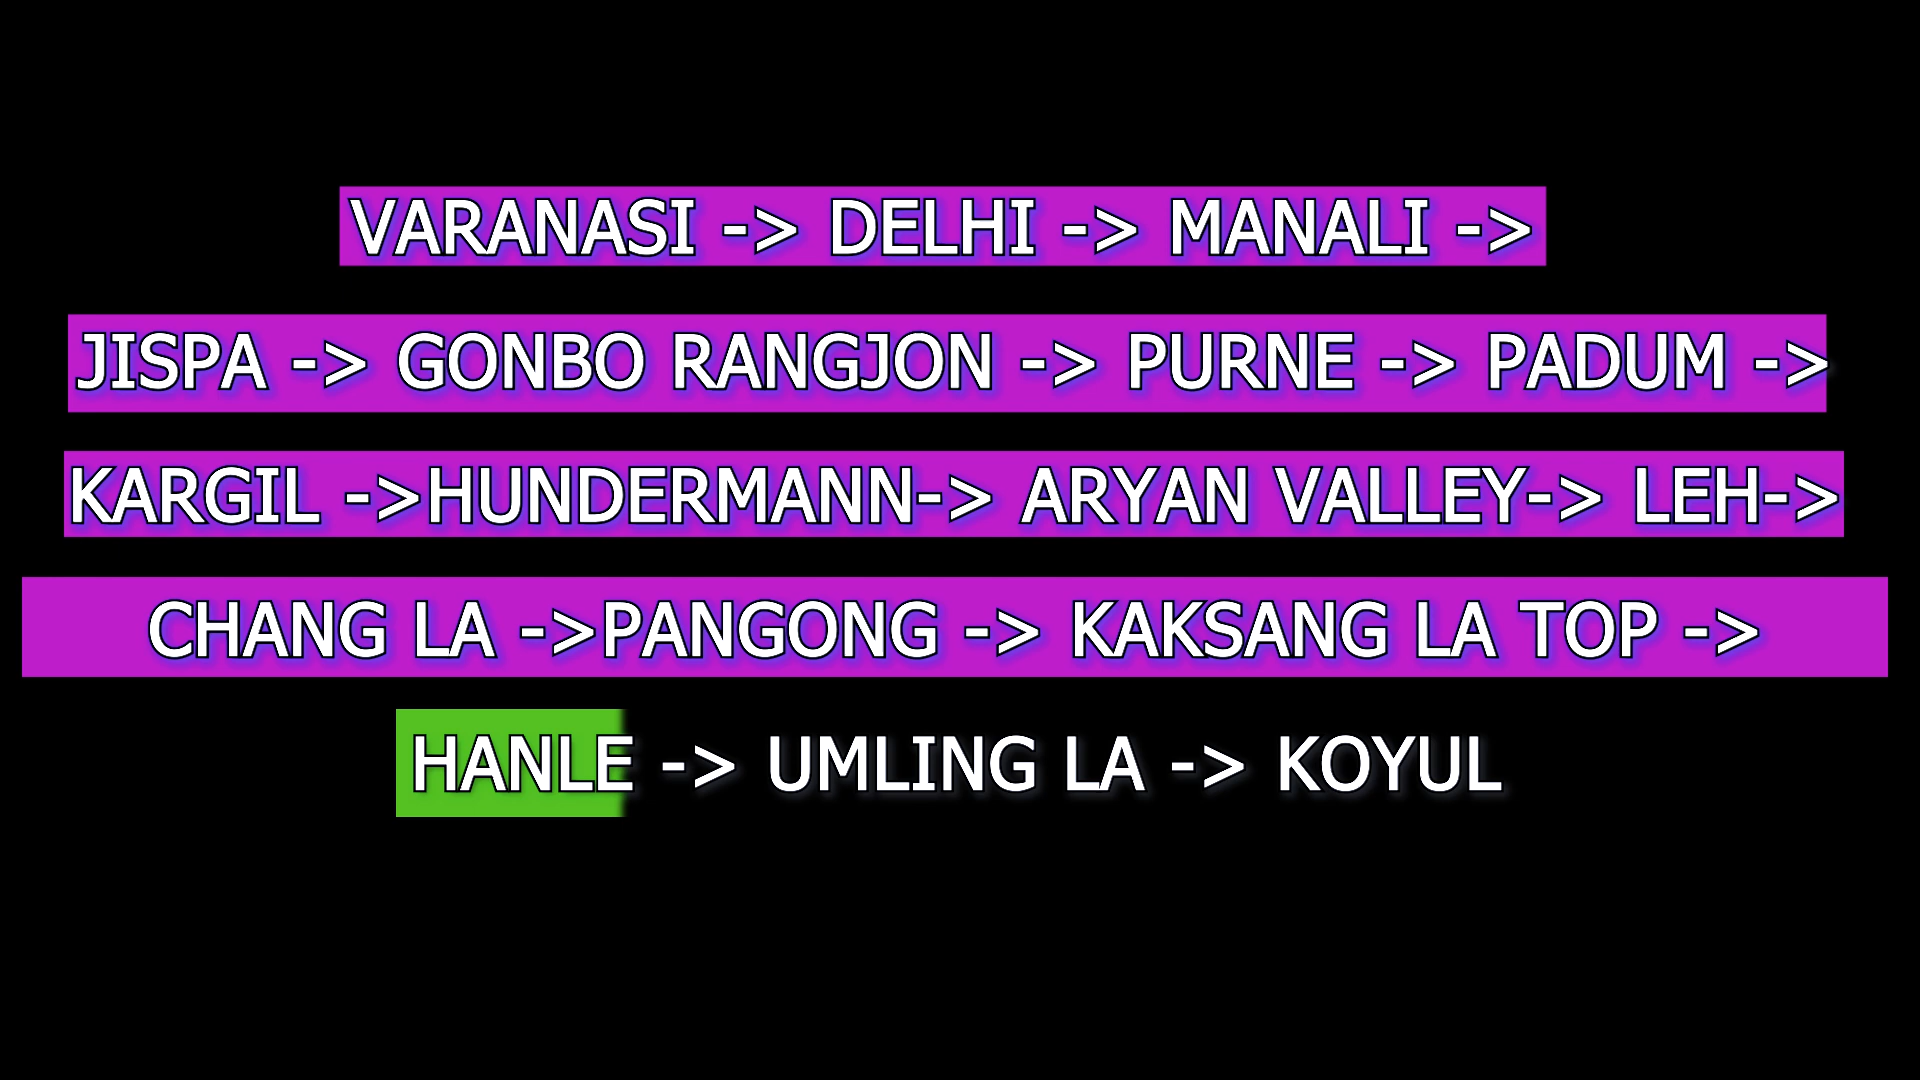 VARANASI -> DELHI -> MANALI ->
JISPA -> GONBO RANGJON -> PURNE -> PADUM ->
KARGIL ->HUNDERMANN-> ARYAN VALLEY-> LEH->
CHANG LA ->PANGONG -> KAKSANG LA TOP ->
HANLE -> UMLING LA -> KOYUL